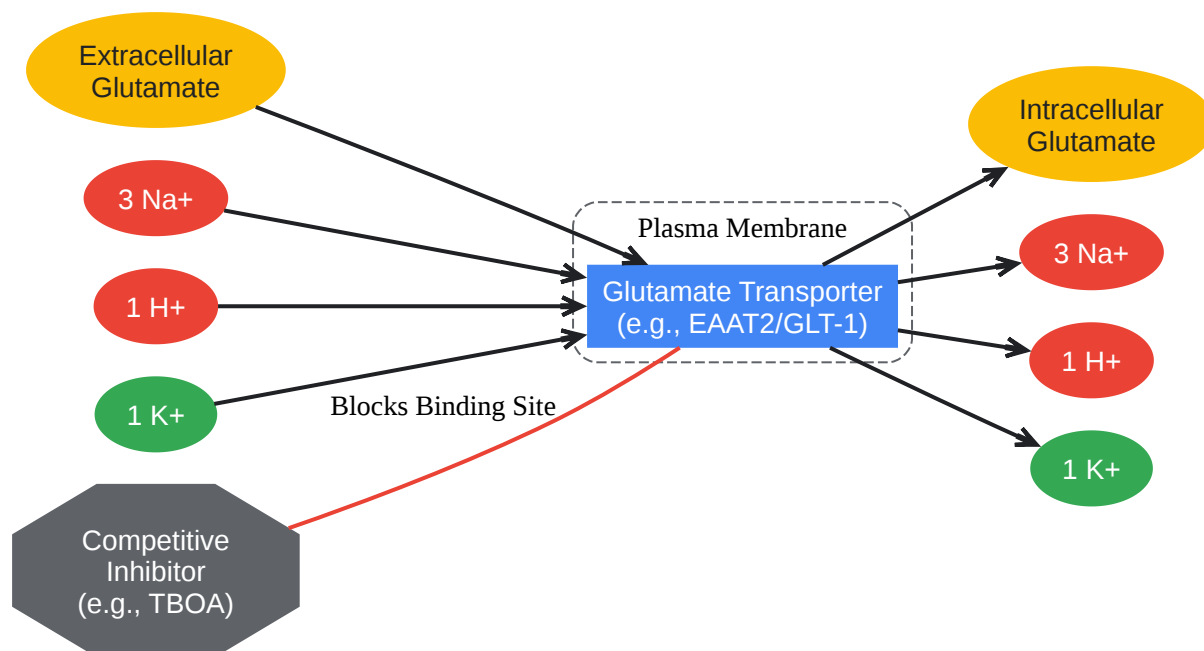 Extracellular
Glutamate
Intracellular
Glutamate
3 Na+
Plasma Membrane
3 Na+
1 H+
Glutamate Transporter
(e.g., EAAT2/GLT-1)
1 H+
1 K+
Blocks Binding Site
1 K+
Competitive
Inhibitor
(e.g., TBOA)